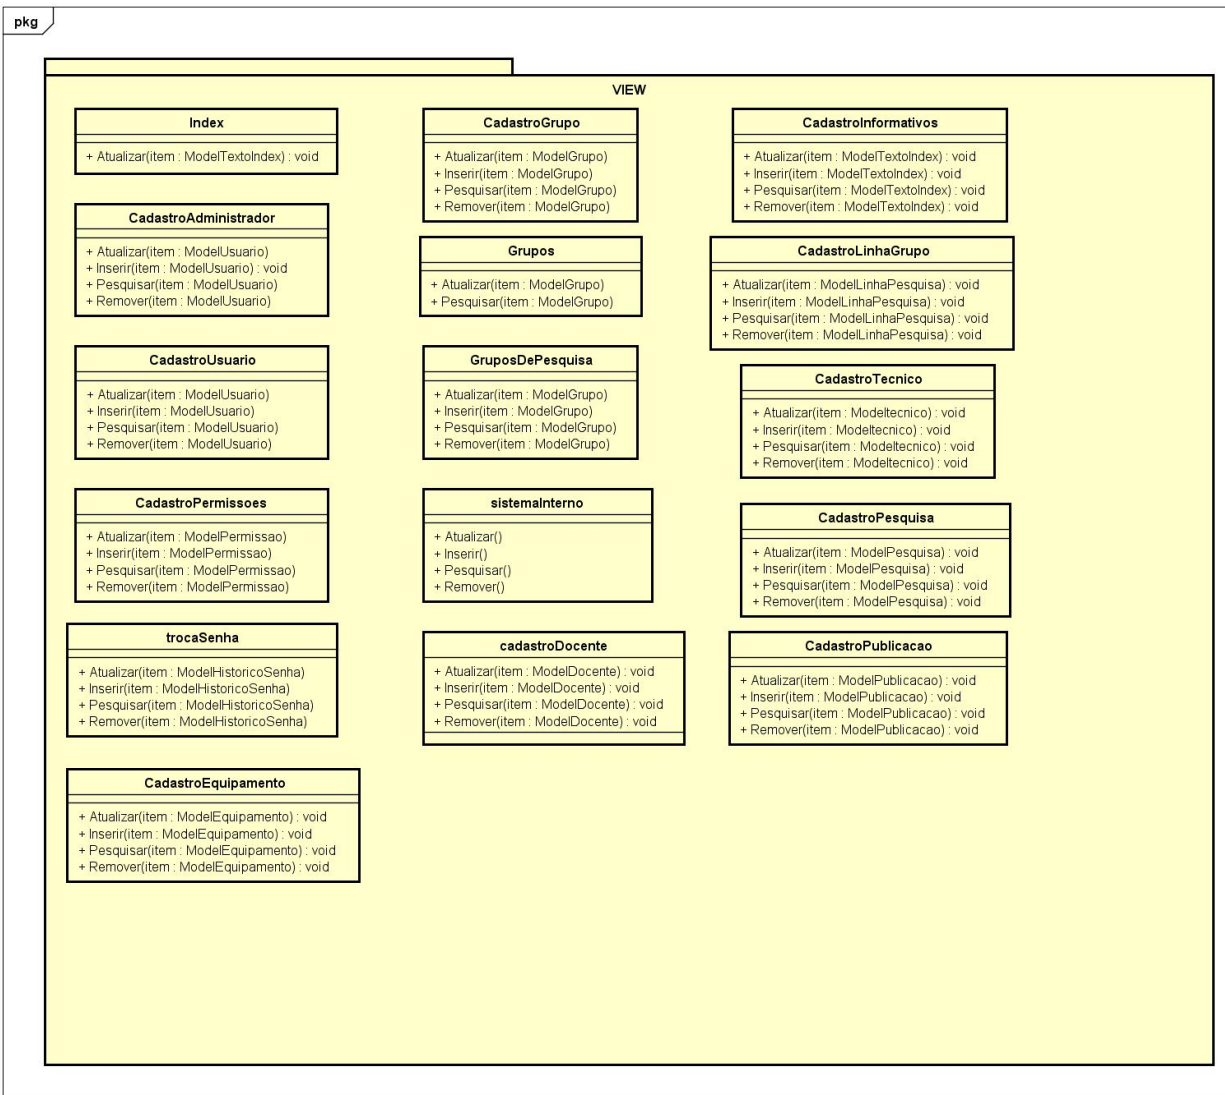 pkg
VIEW
Index
+ Atualizar(item : ModelTextoIndex) : void
CadastroAdministrador
+ Atualizar(item : ModelUsuario)
+ Inserir(item : ModelUsuario) : void
+ Pesquisar(item : ModelUsuario)
+ Remover(item : ModelUsuario)
CadastroUsuario
+ Atualizar(item : ModelUsuario)
+ Inserir(item : ModelUsuario)
+ Pesquisar(item : ModelUsuario)
+ Remover(item : ModelUsuario)
CadastroPermissoes
+ Atualizar(item : ModelPermissao)
+ Inserir(item : ModelPermissao)
+ Pesquisar(item : ModelPermissao)
+ Remover(item : ModelPermissao)
trocaSenha
+ Atualizar(item : ModelHistoricoSenha)
+ Inserir(item : ModelHistoricoSenha)
+ Pesquisar(item : ModelHistoricoSenha)
+ Remover(item : ModelHistoricoSenha)
CadastroEquipamento
+ Atualizar(item : ModelEquipamento) : void
+ Inserir(item : ModelEquipamento) : void
+ Pesquisar(item : ModelEquipamento) : void
+ Remover(item : ModelEquipamento) : void
CadastroGrupo
+ Atualizar(item : ModelGrupo)
+ Inserir(item : ModelGrupo)
+ Pesquisar(item : ModelGrupo)
+ Remover(item : ModelGrupo)
Grupos
+ Atualizar(item : ModelGrupo)
+ Pesquisar(item : ModelGrupo)
GruposDePesquisa
+ Atualizar(item : ModelGrupo)
+ Inserir(item : ModelGrupo)
+ Pesquisar(item : ModelGrupo)
+ Remover(item : ModelGrupo)
sistemaInterno
+ Atualizar()
+ Inserir()
+ Pesquisar()
+ Remover()
cadastroDocente
+ Atualizar(item : ModelDocente) : void
+ Inserir(item : ModelDocente) : void
+ Pesquisar(item : ModelDocente) : void
+ Remover(item : ModelDocente) : void
CadastroInformativos
+ Atualizar(item : ModelTextoIndex) : void
+ Inserir(item : ModelTextoIndex) : void
+ Pesquisar(item : ModelTextoIndex) : void
+ Remover(item : ModelTextoIndex) : void
CadastroLinhaGrupo
+ Atualizar(item : ModelLinhaPesquisa) : void
+ Inserir(item : ModelLinhaPesquisa) : void
+ Pesquisar(item : ModelLinhaPesquisa) : void
+ Remover(item : ModelLinhaPesquisa) : void
CadastroTecnico
+ Atualizar(item : Modeltecnico) : void
+ Inserir(item : Modeltecnico) : void
+ Pesquisar(item : Modeltecnico) : void
+ Remover(item : Modeltecnico) : void
CadastroPesquisa
+ Atualizar(item : ModelPesquisa) : void
+ Inserir(item : ModelPesquisa) : void
+ Pesquisar(item : ModelPesquisa) : void
+ Remover(item : ModelPesquisa) : void
CadastroPublicacao
+ Atualizar(item : ModelPublicacao) : void
+ Inserir(item : ModelPublicacao) : void
+ Pesquisar(item : ModelPublicacao) : void
+ Remover(item : ModelPublicacao) : void